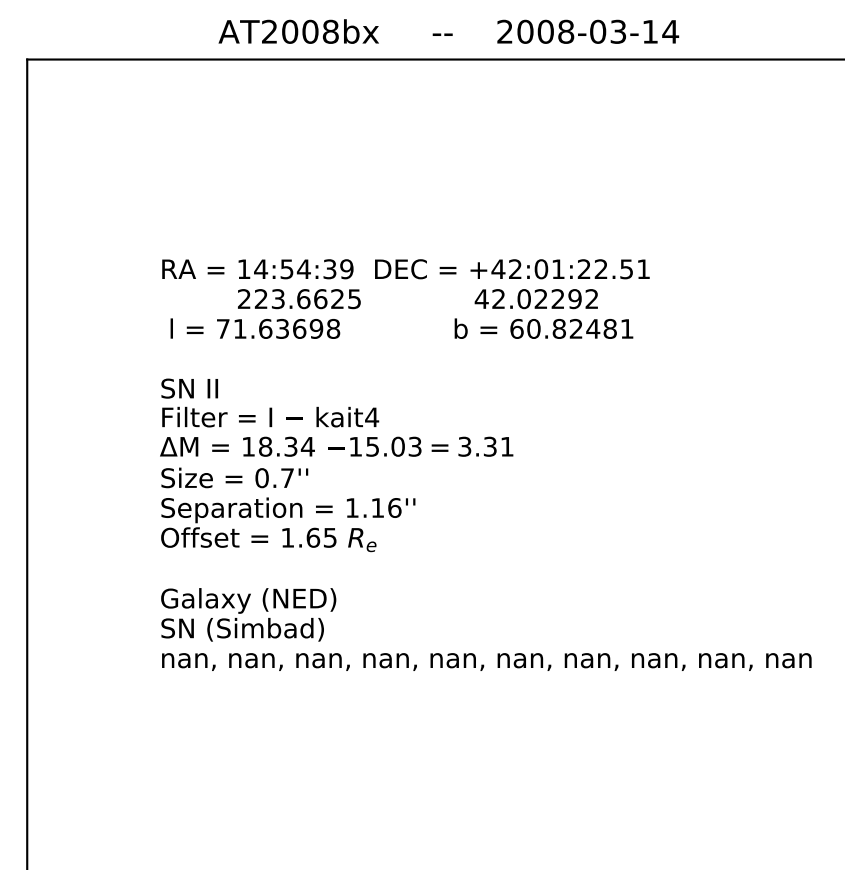 AT2008bx -- 2008-03-14
RA = 14:54:39 DEC = +42:01:22.51
223.6625 42.02292
l = 71.63698 b = 60.82481
SN II
Filter = I − kait4
ΔM = 18.34 −15.03 = 3.31
Size = 0.7''
Separation = 1.16''
Offset = 1.65 Re
Galaxy (NED)
SN (Simbad)
nan, nan, nan, nan, nan, nan, nan, nan, nan, nan